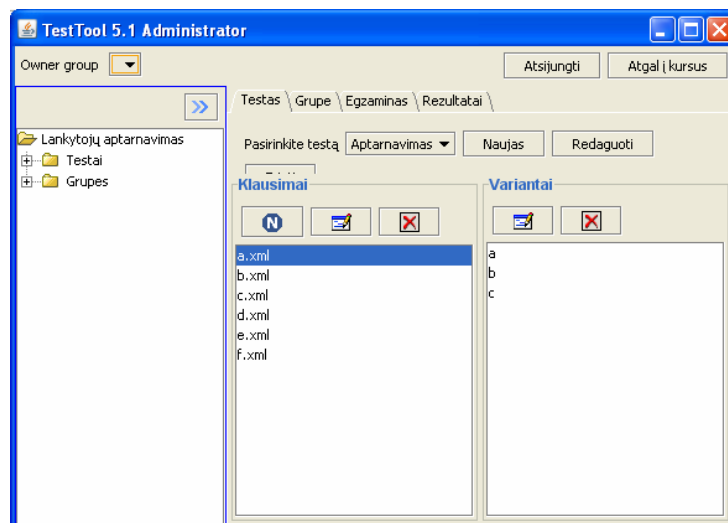 TestTool 5.1 Administrator
Owner group
Atsijungti
Atgal į kursus
Testas
Grupe
Egzaminas
Rezultatai
Lankytojų aptarnavimas
Testai
Grupes
Pasirinkite testą
Aptarnavimas
Naujas
Redaguoti
Klausimai
N
a.xml
b.xml
c.xml
d.xml
e.xml
f.xml
Variantai
a
b
c